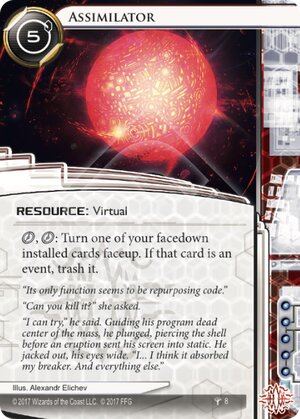 ASSIMILATOR
5
RESOURCE: Virtual
, : Turn one of your facedown
installed cards faceup. If that card is an
event, trash it.
“Its only function seems to be repurposing code.”
“Can you kill it?” she asked.
“I can try,” he said. Guiding his program dead
center of the mass, he plunged, piercing the shell
before an eruption sent his screen into static. He
jacked out, his eyes wide. “I... I think it absorbed
my breaker. And everything else.”
Illus. Alexandr Elichev
© 2017 Wizards of the Coast LLC. © 2017 FFG 8